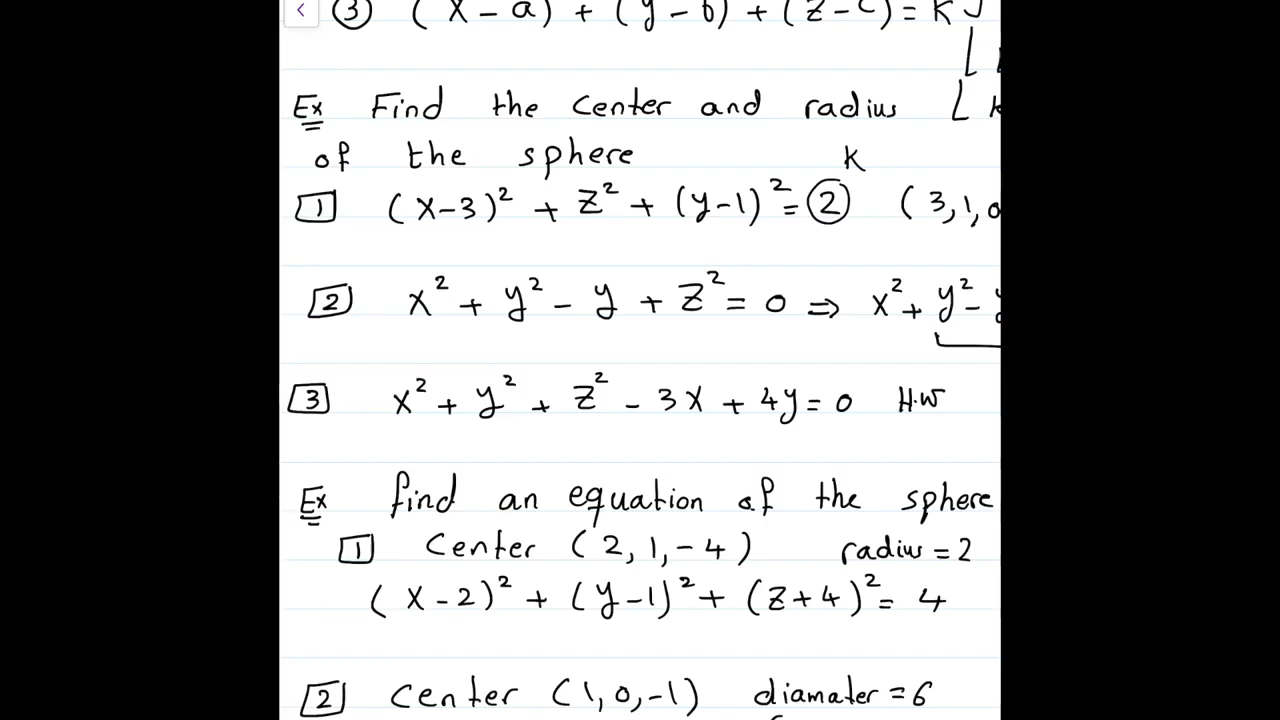 ③ (x-a) + (y-b) + (z-c) = k
Ex Find the center and radius
of the sphere k
1 (x-3)² + z² + (y-1)² = 2 (3,1,0
2 x² + y² - y + z² = 0 ⇒ x² + y² -
3 x² + y² + z² - 3x + 4y = 0 H.W
Ex find an equation of the sphere
1 center (2,1,-4) radius = 2
(x-2)² + (y-1)² + (z+4)² = 4
2 center (1,0,-1) diamater = 6